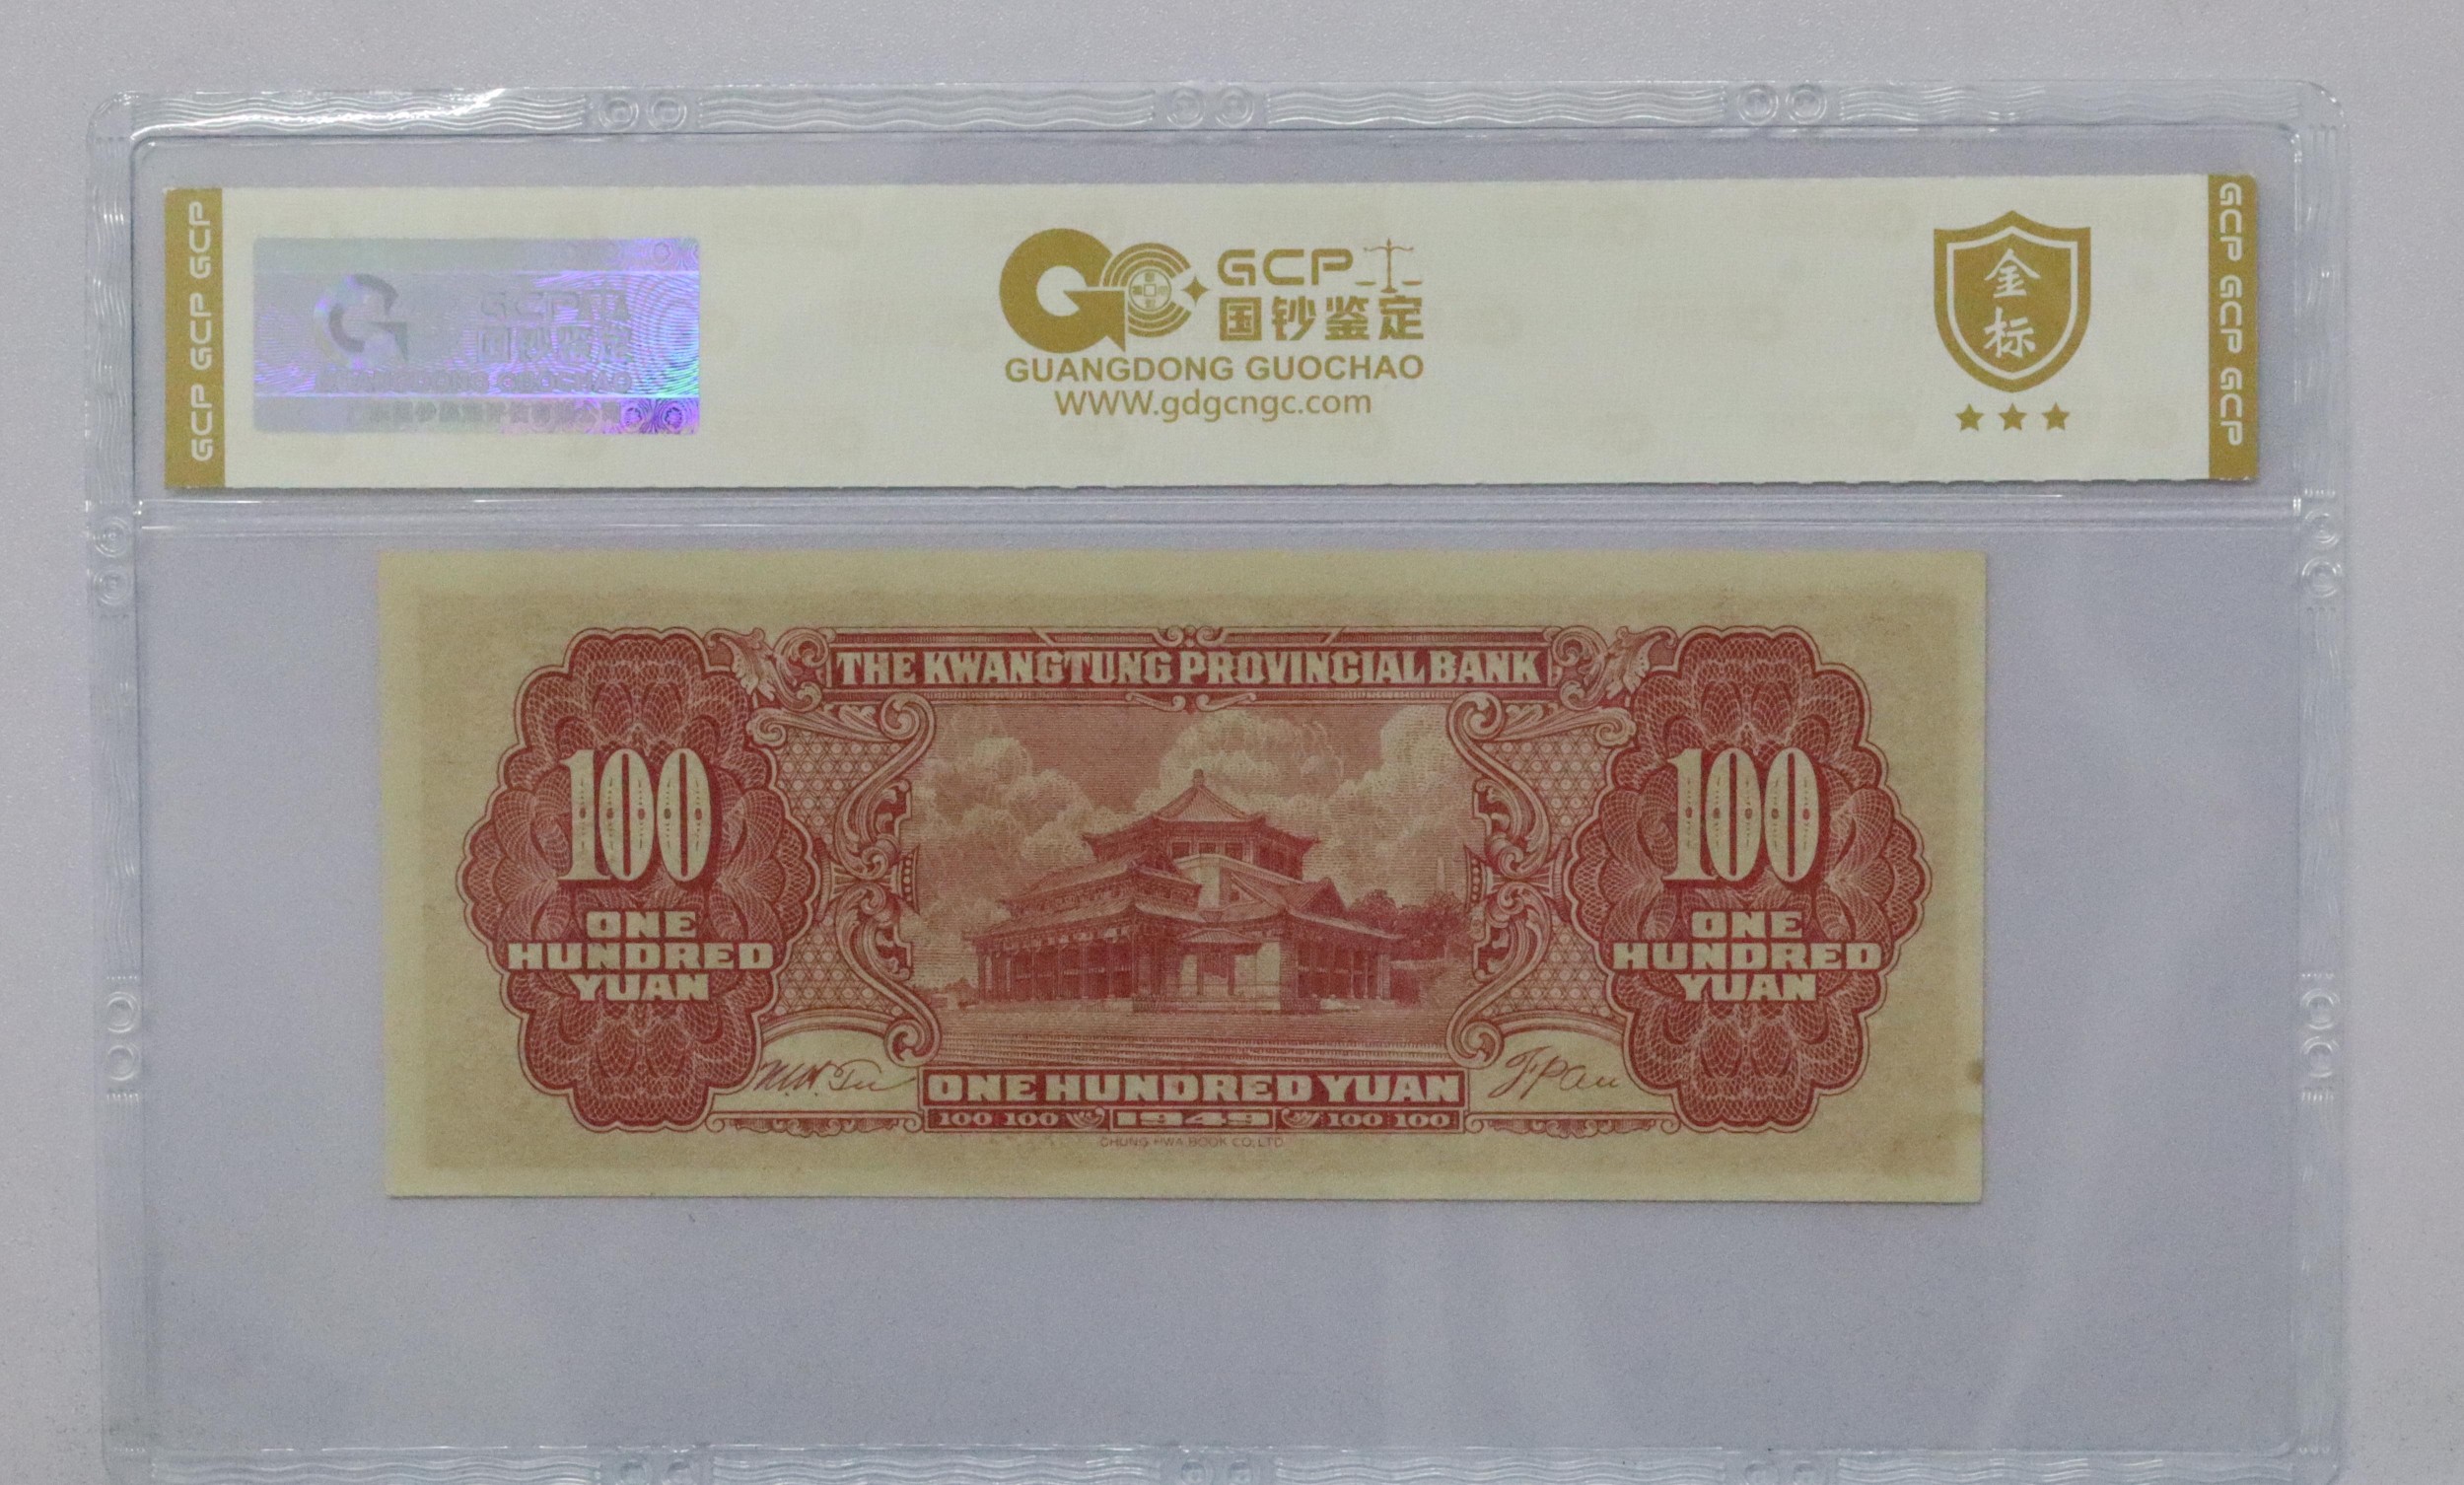 GCP GCP GCP
GCP
国钞鉴定
GUANGDONG GUOCHAO
GCP
国钞鉴定
GUANGDONG GUOCHAO
WWW.gdgcngc.com
金
标
GCP GCP GCP
THE KWANGTUNG PROVINCIAL BANK
100
ONE
HUNDRED
YUAN
100
ONE
HUNDRED
YUAN
ONE HUNDRED YUAN
100 100 1949 100 100
CHUNG HWA BOOK CO; LTD